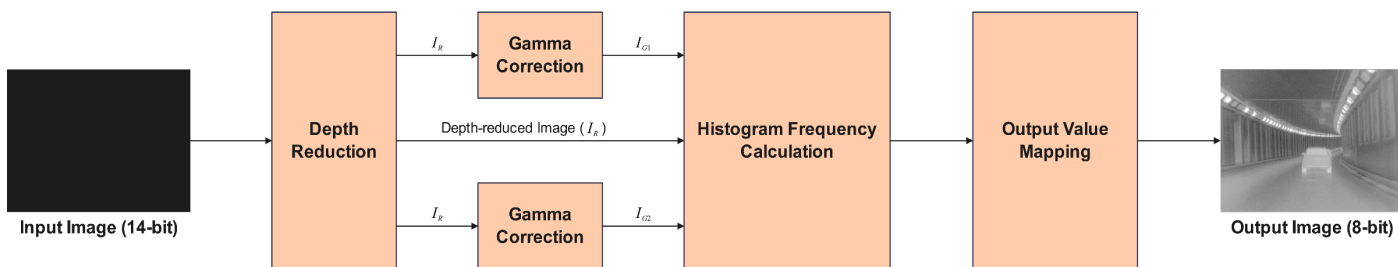 Input Image (14-bit)
Depth
Reduction
I_R
Gamma
Correction
I_G1
Depth-reduced Image ( I_R )
I_R
Gamma
Correction
I_G2
Histogram Frequency
Calculation
Output Value
Mapping
Output Image (8-bit)